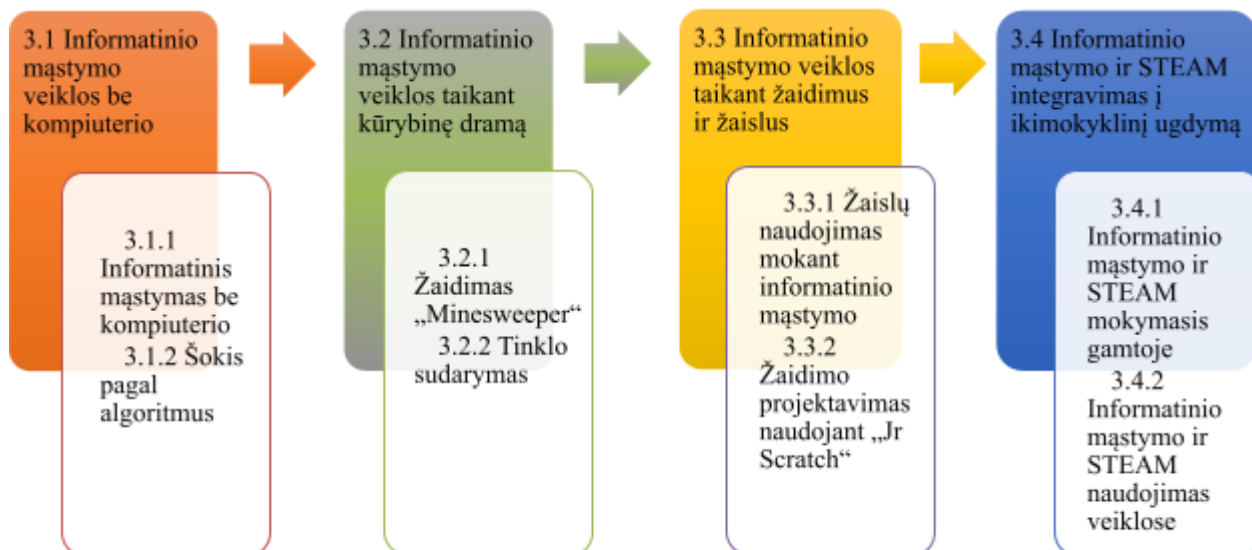 3.1 Informatinio
mąstymo
veiklos be
kompiuterio
3.1.1
Informatinis
mąstymas be
kompiuterio
3.1.2 Šokis
pagal
algoritmus
3.2 Informatinio
mąstymo
veiklos taikant
kūrybinę dramą
3.2.1
Žaidimas
„Minesweeper“
3.2.2 Tinklo
sudarymas
3.3 Informatinio
mąstymo veiklos
taikant žaidimus
ir žaislus
3.3.1 Žaislų
naudojimas
mokant
informatinio
mąstymo
3.3.2
Žaidimo
projektavimas
naudojant „Jr
Scratch“
3.4 Informatinio
mąstymo ir STEAM
integravimas į
ikimokyklinį ugdymą
3.4.1
Informatinio
mąstymo ir
STEAM
mokymasis
gamtoje
3.4.2
Informatinio
mąstymo ir
STEAM
naudojimas
veiklose